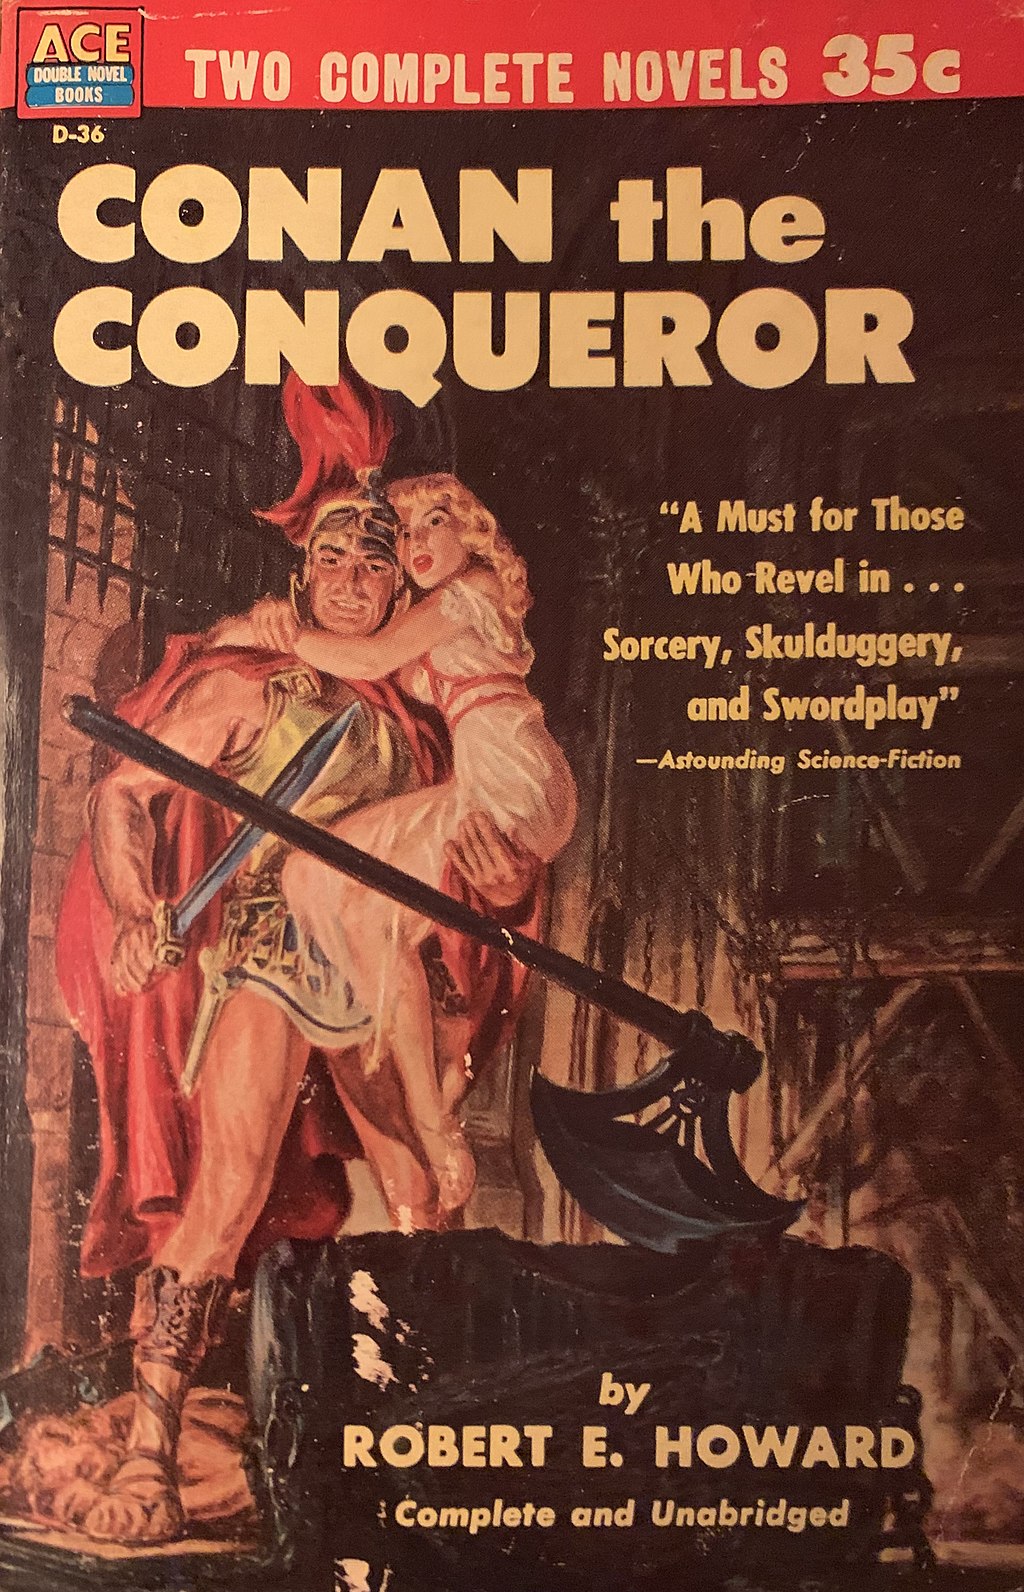 ACE
DOUBLE NOVEL
BOOKS
TWO COMPLETE NOVELS 35c
D-36
CONAN the
CONQUEROR
"A Must for Those
Who Revel in . . .
Sorcery, Skulduggery,
and Swordplay"
—Astounding Science-Fiction
by
ROBERT E. HOWARD
Complete and Unabridged